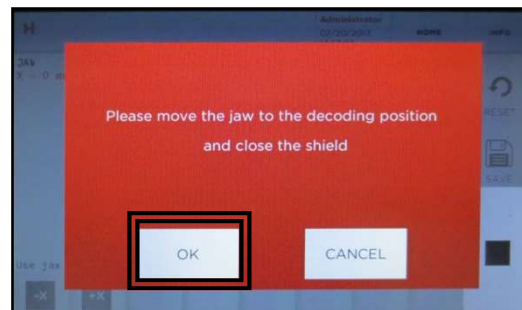 H
Administrator
HOME
INFO
JAW
RESET
Please move the jaw to the decoding position
and close the shield
SAVE
OK
CANCEL
Use jaw
-X
+X